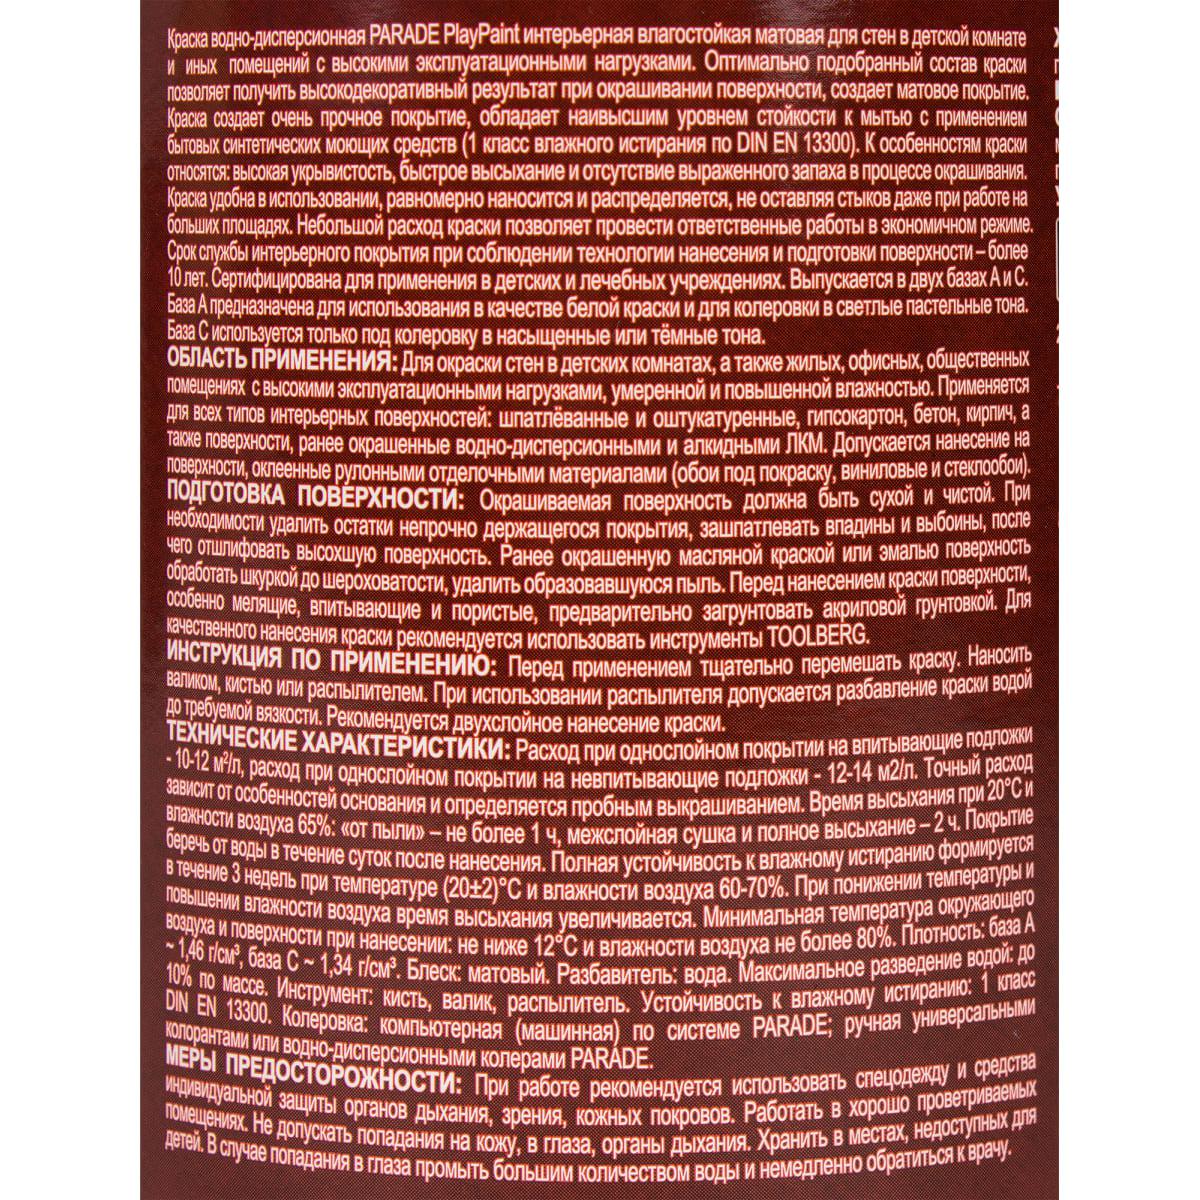 Краска водно-дисперсионная PARADE PlayPaint интерьерная влагостойкая матовая для стен в детской комнате
и иных помещений с высокими эксплуатационными нагрузками. Оптимально подобранный состав краски
позволяет получить высокодекоративный результат при окрашивании поверхности, создает матовое покрытие.
Краска создает очень прочное покрытие, обладает наивысшим уровнем стойкости к мытью с применением
бытовых синтетических моющих средств (1 класс влажного истирания по DIN EN 13300). К особенностям краски
относятся: высокая укрывистость, быстрое высыхание и отсутствие выраженного запаха в процессе окрашивания.
Краска удобна в использовании, равномерно наносится и распределяется, не оставляя стыков даже при работе на
больших площадях. Небольшой расход краски позволяет провести ответственные работы в экономичном режиме.
Срок службы интерьерного покрытия при соблюдении технологии нанесения и подготовки поверхности – более
10 лет. Сертифицирована для применения в детских и лечебных учреждениях. Выпускается в двух базах А и С.
База А предназначена для использования в качестве белой краски и для колеровки в светлые пастельные тона.
База С используется только под колеровку в насыщенные или тёмные тона.
ОБЛАСТЬ ПРИМЕНЕНИЯ: Для окраски стен в детских комнатах, а также жилых, офисных, общественных
помещениях с высокими эксплуатационными нагрузками, умеренной и повышенной влажностью. Применяется
для всех типов интерьерных поверхностей: шпатлёванные и оштукатуренные, гипсокартон, бетон, кирпич, а
также поверхности, ранее окрашенные водно-дисперсионными и алкидными ЛКМ. Допускается нанесение на
поверхности, оклеенные рулонными отделочными материалами (обои под покраску, виниловые и стеклообои).
ПОДГОТОВКА ПОВЕРХНОСТИ: Окрашиваемая поверхность должна быть сухой и чистой. При
необходимости удалить остатки непрочно держащегося покрытия, зашпатлевать впадины и выбоины, после
чего отшлифовать высохшую поверхность. Ранее окрашенную масляной краской или эмалью поверхность
обработать шкуркой до шероховатости, удалить образовавшуюся пыль. Перед нанесением краски поверхности,
особенно мелящие, впитывающие и пористые, предварительно загрунтовать акриловой грунтовкой. Для
качественного нанесения краски рекомендуется использовать инструменты TOOLBERG.
ИНСТРУКЦИЯ ПО ПРИМЕНЕНИЮ: Перед применением тщательно перемешать краску. Наносить
валиком, кистью или распылителем. При использовании распылителя допускается разбавление краски водой
до требуемой вязкости. Рекомендуется двухслойное нанесение краски.
ТЕХНИЧЕСКИЕ ХАРАКТЕРИСТИКИ: Расход при однослойном покрытии на впитывающие подложки
- 10-12 м²/л, расход при однослойном покрытии на невпитывающие подложки - 12-14 м2/л. Точный расход
зависит от особенностей основания и определяется пробным выкрашиванием. Время высыхания при 20°С и
влажности воздуха 65%: «от пыли» – не более 1 ч, межслойная сушка и полное высыхание – 2 ч. Покрытие
беречь от воды в течение суток после нанесения. Полная устойчивость к влажному истиранию формируется
в течение 3 недель при температуре (20±2)°С и влажности воздуха 60-70%. При понижении температуры и
повышении влажности воздуха время высыхания увеличивается. Минимальная температура окружающего
воздуха и поверхности при нанесении: не ниже 12°С и влажности воздуха не более 80%. Плотность: база А
~ 1,46 г/см³, база С ~ 1,34 г/см³. Блеск: матовый. Разбавитель: вода. Максимальное разведение водой: до
10% по массе. Инструмент: кисть, валик, распылитель. Устойчивость к влажному истиранию: 1 класс
DIN EN 13300. Колеровка: компьютерная (машинная) по системе PARADE; ручная универсальными
колорантами или водно-дисперсионными колерами PARADE.
МЕРЫ ПРЕДОСТОРОЖНОСТИ: При работе рекомендуется использовать спецодежду и средства
индивидуальной защиты органов дыхания, зрения, кожных покровов. Работать в хорошо проветриваемых
помещениях. Не допускать попадания на кожу, в глаза, органы дыхания. Хранить в местах, недоступных для
детей. В случае попадания в глаза промыть большим количеством воды и немедленно обратиться к врачу.